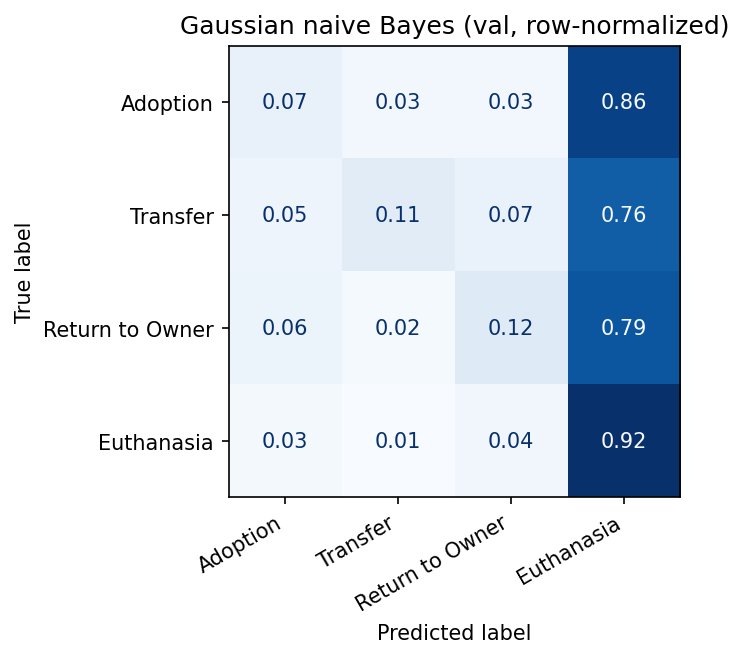 Gaussian naive Bayes (val, row-normalized)
True label
Adoption 0.07 0.03 0.03 0.86
Transfer 0.05 0.11 0.07 0.76
Return to Owner 0.06 0.02 0.12 0.79
Euthanasia 0.03 0.01 0.04 0.92
Adoption Transfer Return to Owner Euthanasia
Predicted label